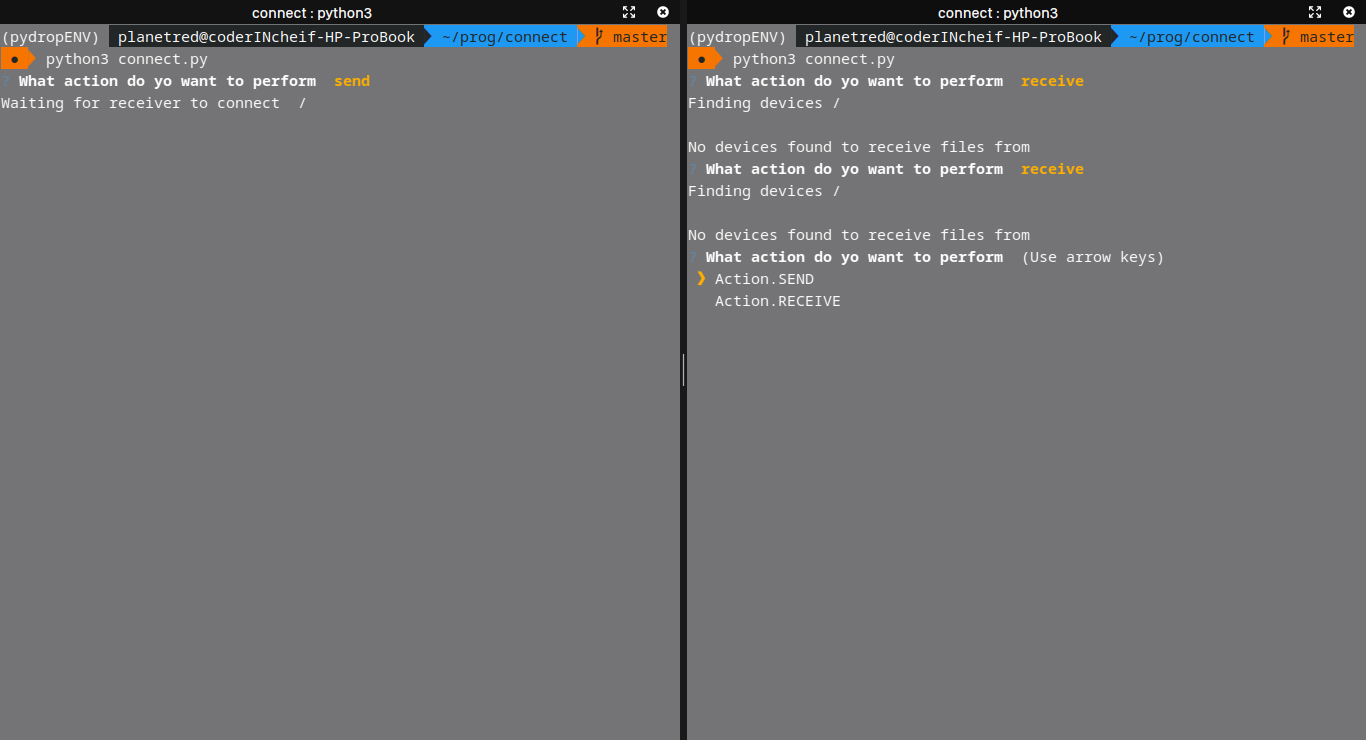 connect : python3
(pydropENV) planetred@coderINcheif-HP-ProBook ~/prog/connect master
● python3 connect.py
? What action do yo want to perform send
Waiting for receiver to connect /
connect : python3
(pydropENV) planetred@coderINcheif-HP-ProBook ~/prog/connect master
● python3 connect.py
? What action do yo want to perform receive
Finding devices /
No devices found to receive files from
? What action do yo want to perform receive
Finding devices /
No devices found to receive files from
? What action do yo want to perform (Use arrow keys)
❯ Action.SEND
Action.RECEIVE